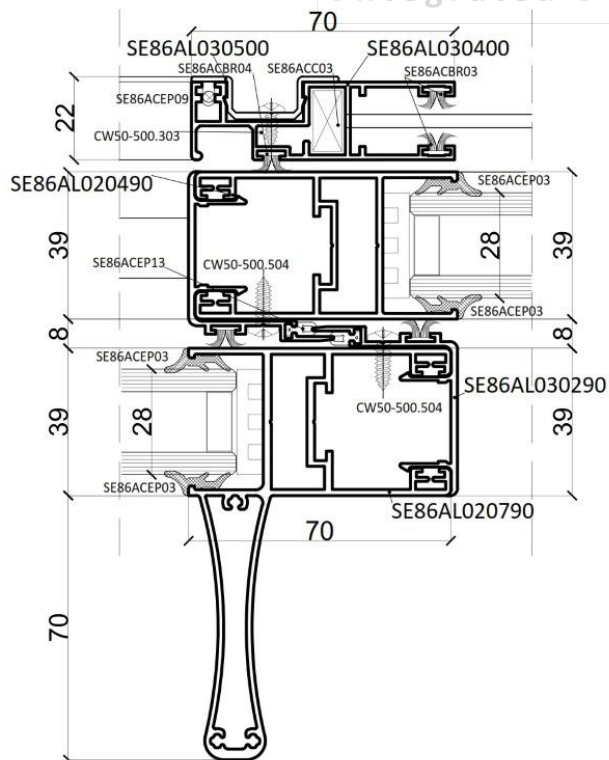 70
SE86AL030500
SE86AL030400
SE86ACBR04
SE86ACC03
SE86ACBR03
SE86ACEP09
22
CW50-500.303
SE86AL020490
SE86ACEP03
39
28
39
SE86ACEP13
CW50-500.504
SE86ACEP03
8
8
SE86ACEP03
SE86AL030290
39
28
CW50-500.504
39
SE86ACEP03
SE86AL020790
70
70